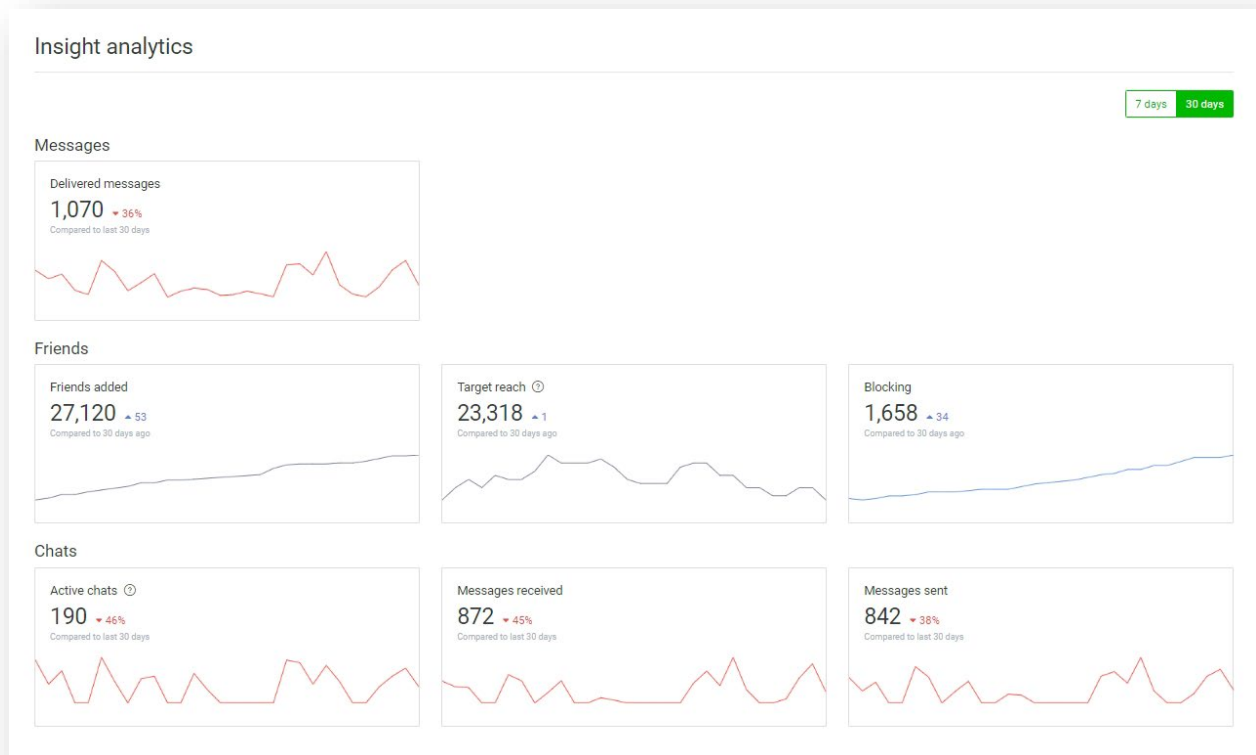 Insight analytics
7 days 30 days
Messages
Delivered messages
1,070 ▼ 36%
Compared to last 30 days
Friends
Friends added
27,120 ▲ 53
Compared to 30 days ago
Target reach ?
23,318 ▲ 1
Compared to 30 days ago
Blocking
1,658 ▲ 34
Compared to 30 days ago
Chats
Active chats ?
190 ▼ 46%
Compared to last 30 days
Messages received
872 ▼ 45%
Compared to last 30 days
Messages sent
842 ▼ 38%
Compared to last 30 days